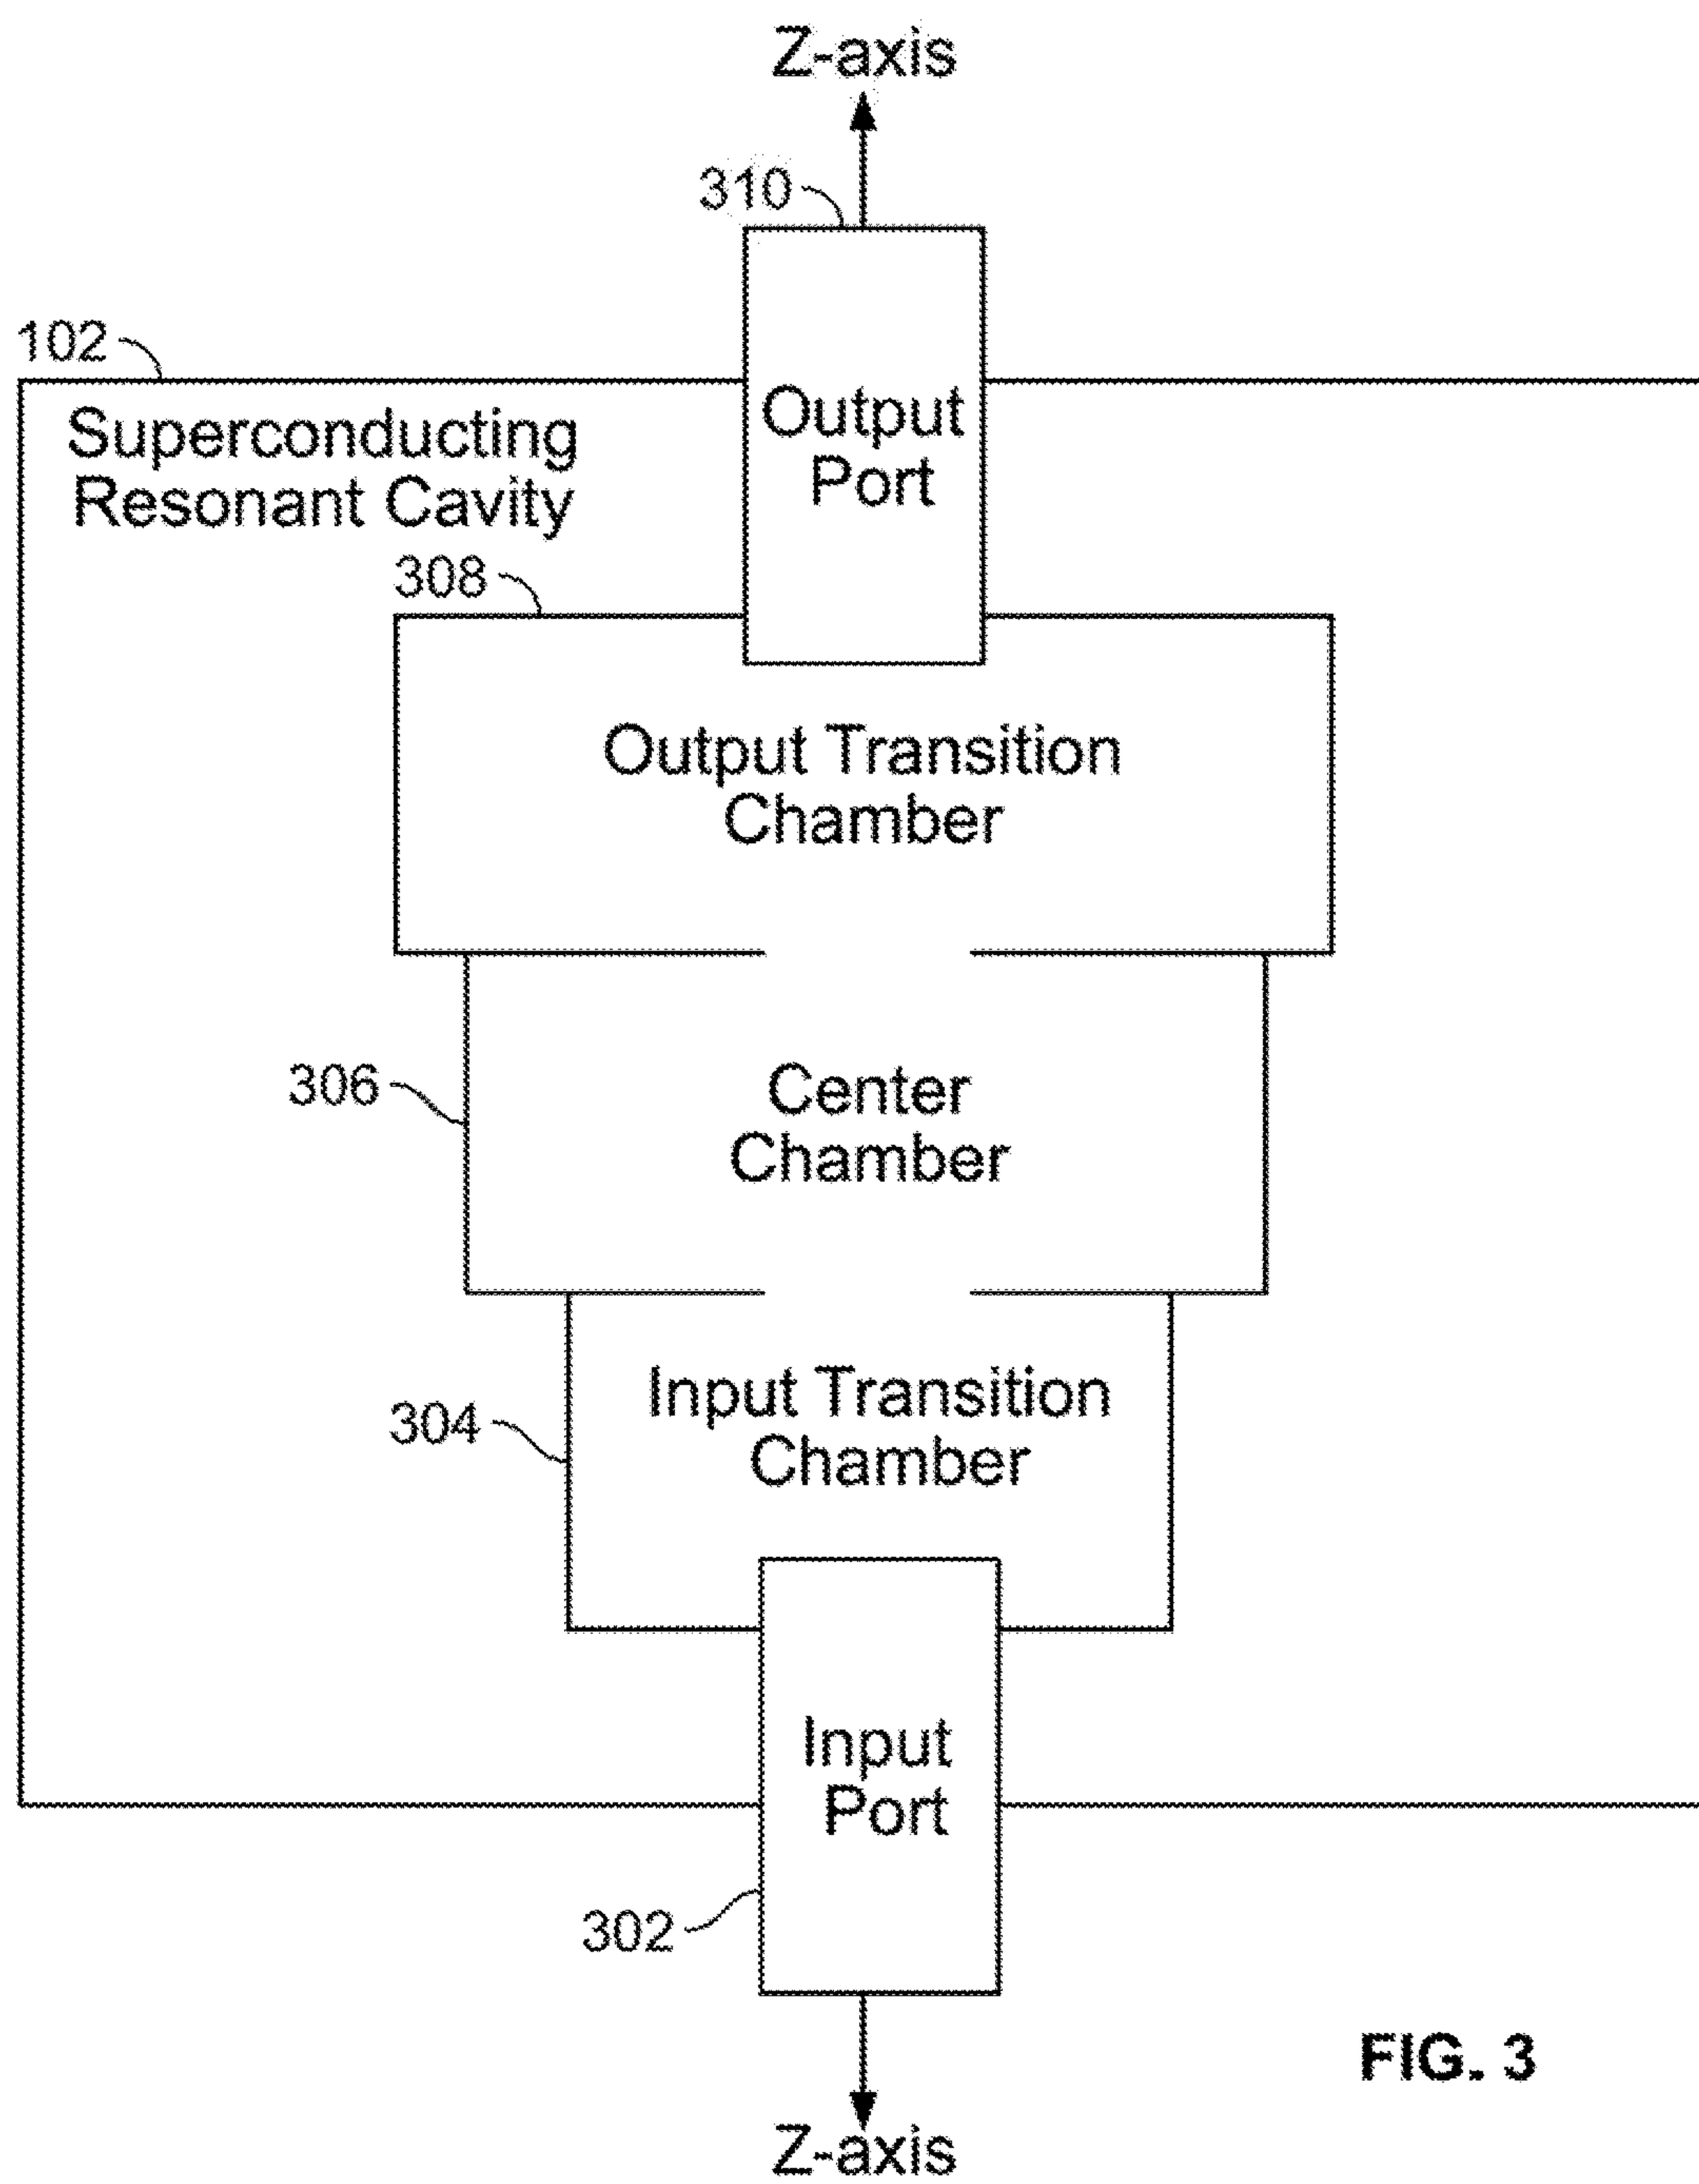 Z-axis
310
102
Output
Port
Superconducting
Resonant Cavity
308
Output Transition
Chamber
306
Center
Chamber
304
Input Transition
Chamber
Input
Port
302
FIG. 3
Z-axis